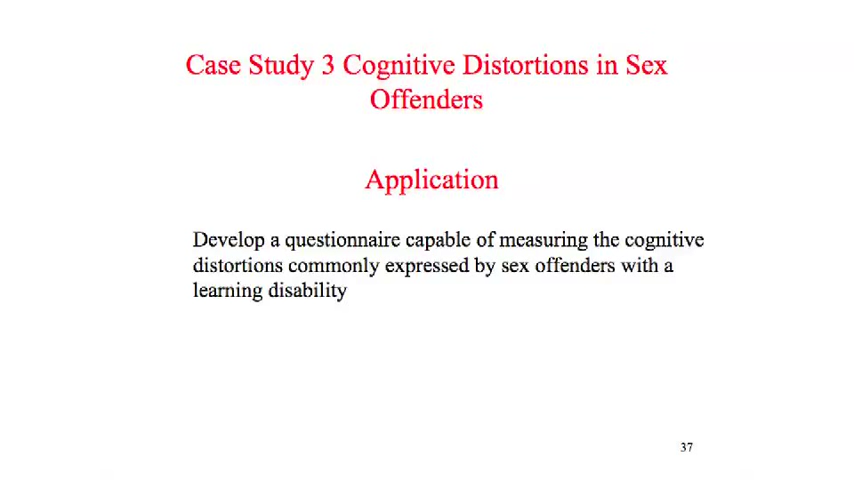 Case Study 3 Cognitive Distortions in Sex
Offenders
Application
Develop a questionnaire capable of measuring the cognitive
distortions commonly expressed by sex offenders with a
learning disability
37